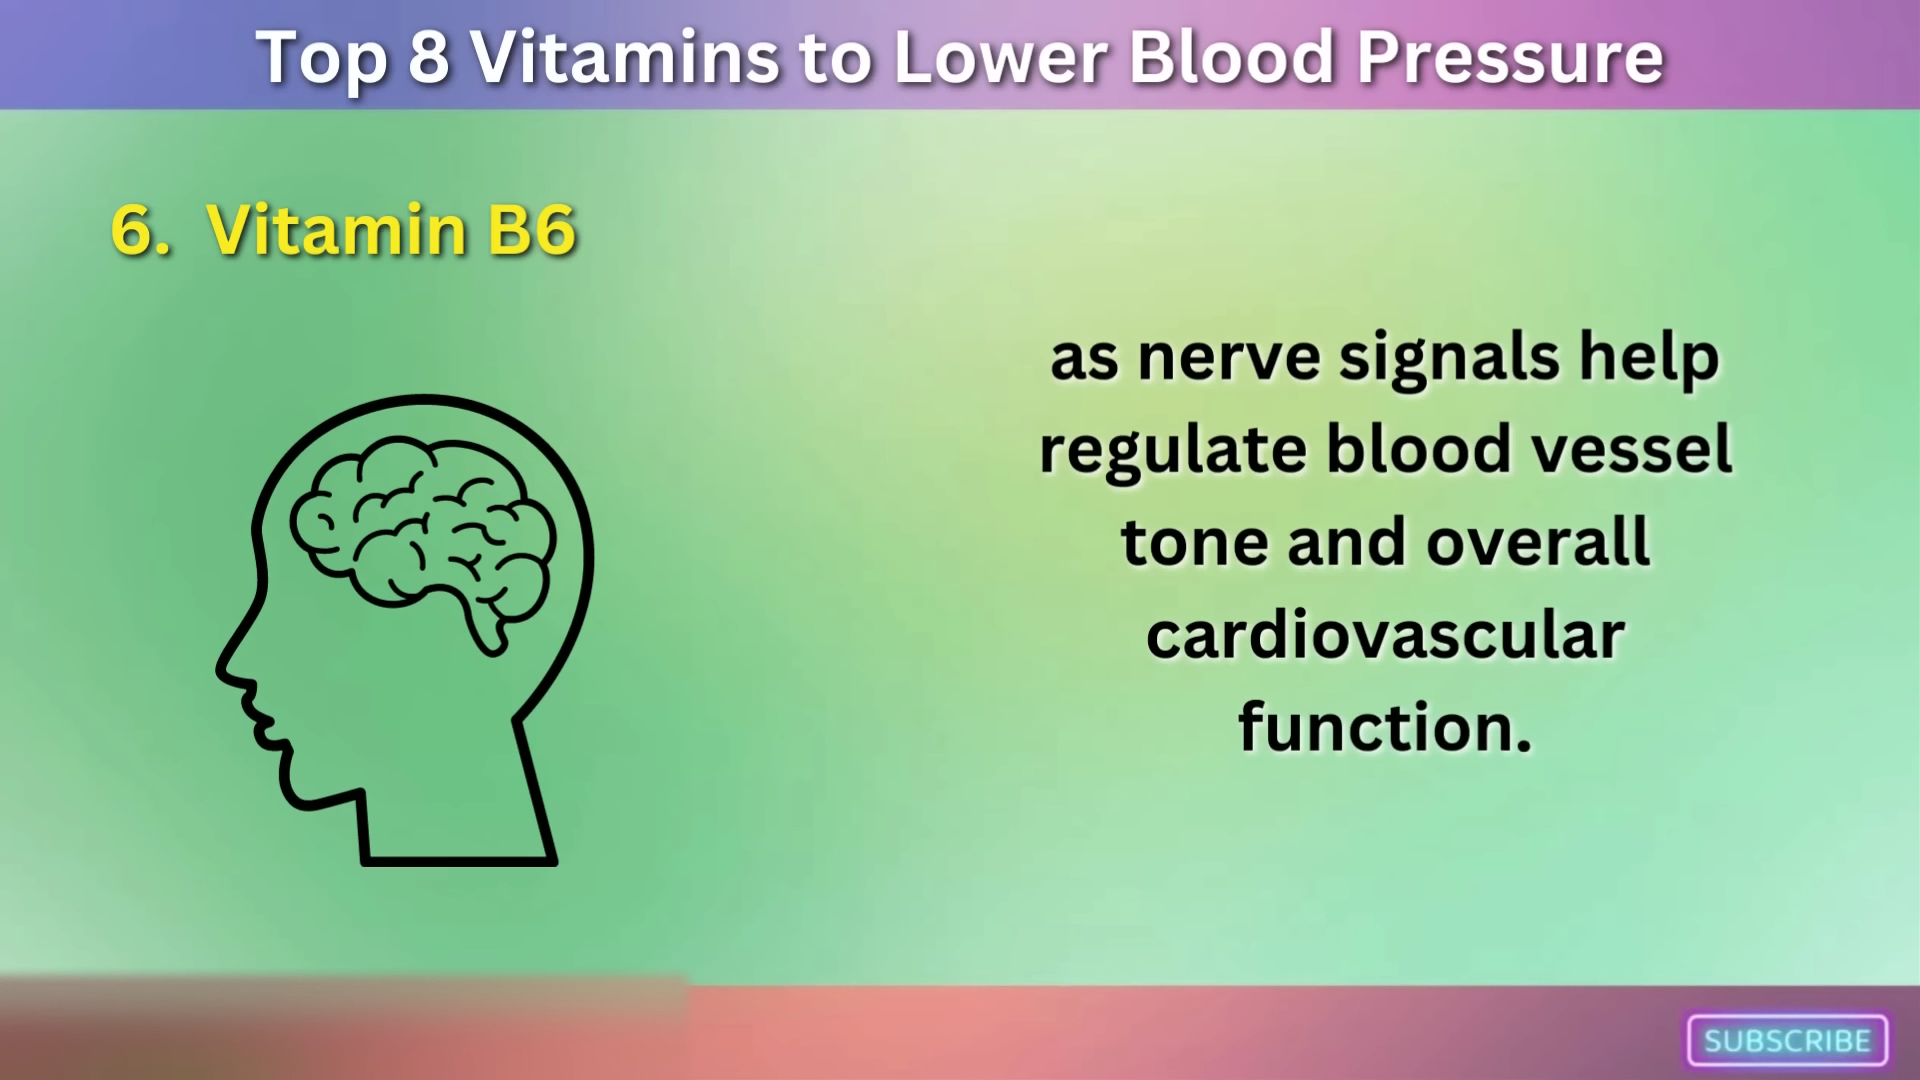 Top 8 Vitamins to Lower Blood Pressure
6. Vitamin B6
as nerve signals help
regulate blood vessel
tone and overall
cardiovascular
function.
SUBSCRIBE